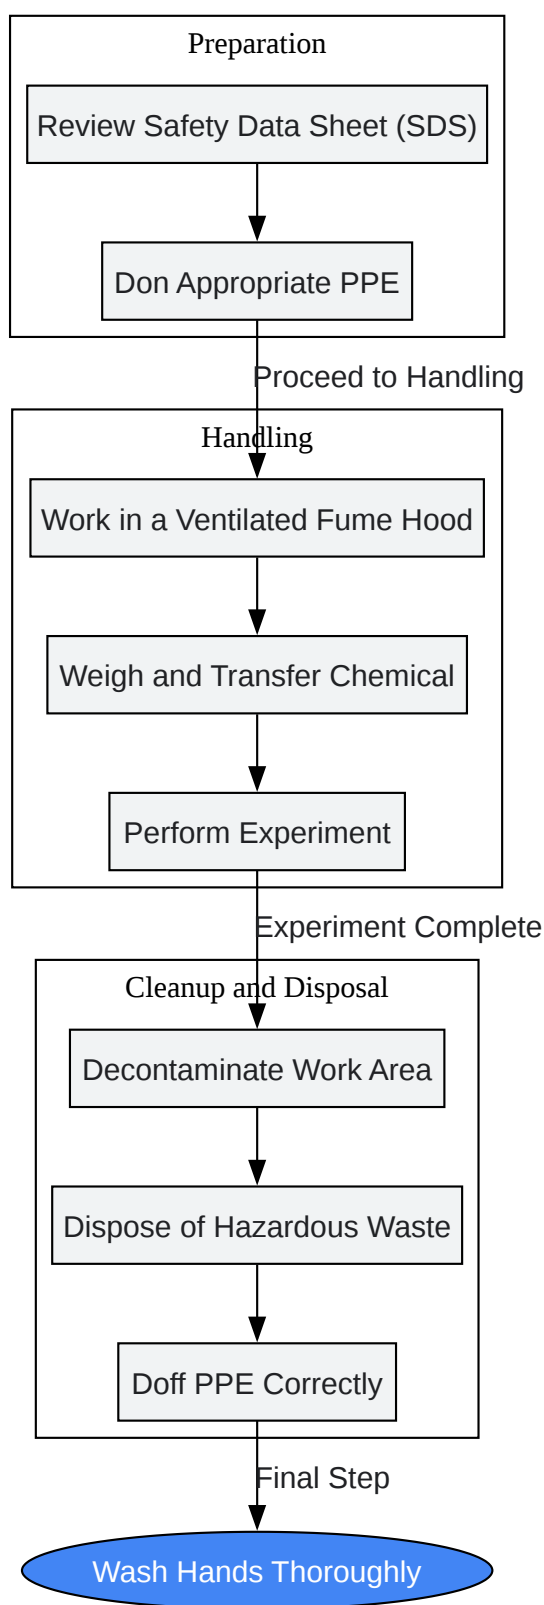 Preparation
Review Safety Data Sheet (SDS)
Don Appropriate PPE
Proceed to Handling
Handling
Work in a Ventilated Fume Hood
Weigh and Transfer Chemical
Perform Experiment
Experiment Complete
Cleanup and Disposal
Decontaminate Work Area
Dispose of Hazardous Waste
Doff PPE Correctly
Final Step
Wash Hands Thoroughly